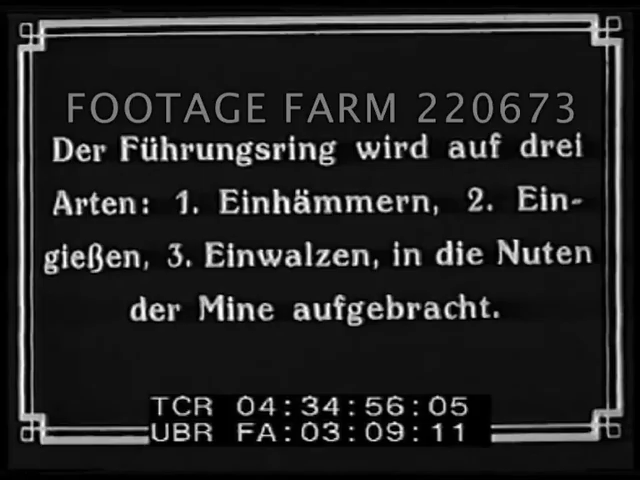 FOOTAGE FARM 220673
Der Führungsring wird auf drei
Arten: 1. Einhämmern, 2. Ein-
gießen, 3. Einwalzen, in die Nuten
der Mine aufgebracht.
TCR 04:34:56:05
UBR FA:03:09:11